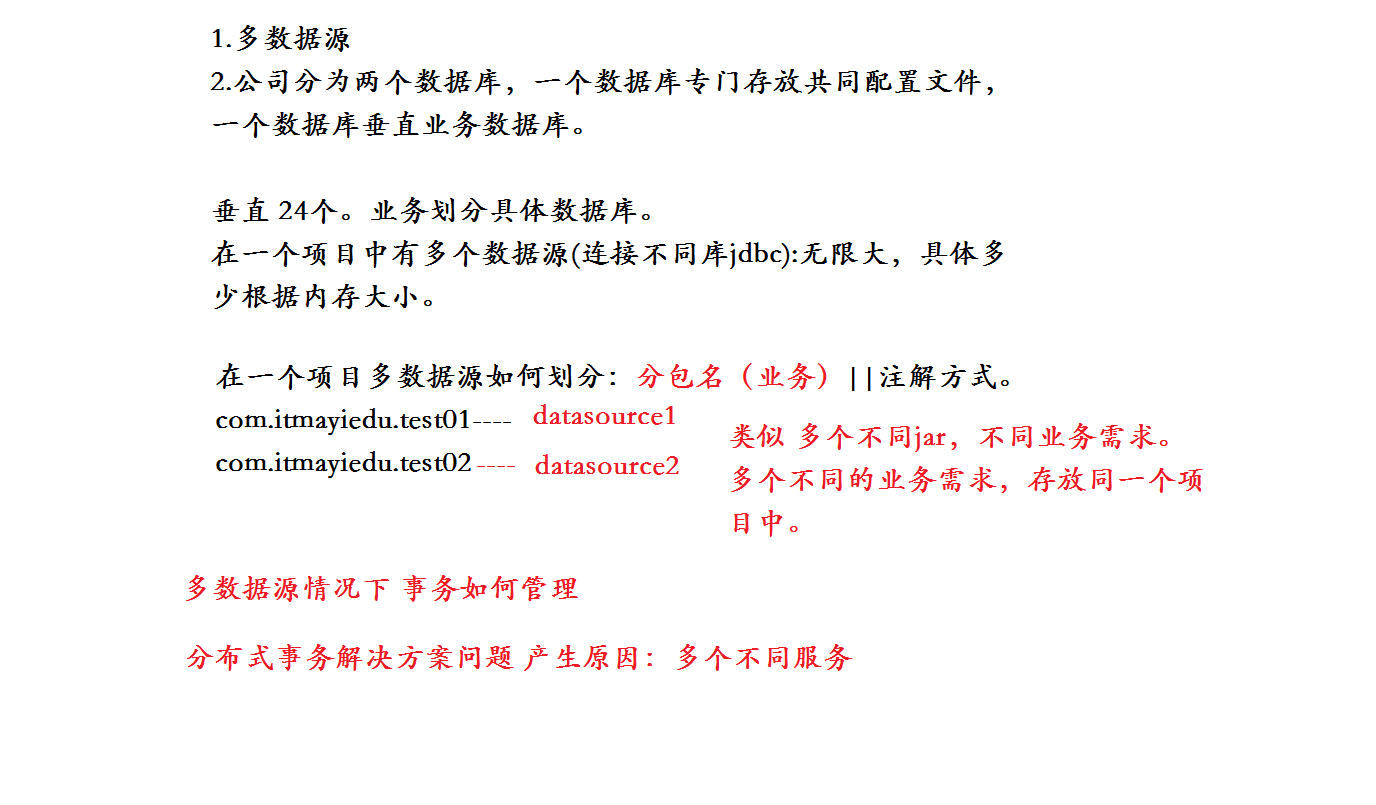 1.多数据源
2.公司分为两个数据库，一个数据库专门存放共同配置文件，
一个数据库垂直业务数据库。
垂直 24个。业务划分具体数据库。
在一个项目中有多个数据源(连接不同库jdbc):无限大，具体多
少根据内存大小。
在一个项目多数据源如何划分：分包名（业务）||注解方式。
com.itmayiedu.test01---- datasource1
com.itmayiedu.test02 ---- datasource2
类似 多个不同jar，不同业务需求。
多个不同的业务需求，存放同一个项
目中。
多数据源情况下 事务如何管理
分布式事务解决方案问题 产生原因：多个不同服务